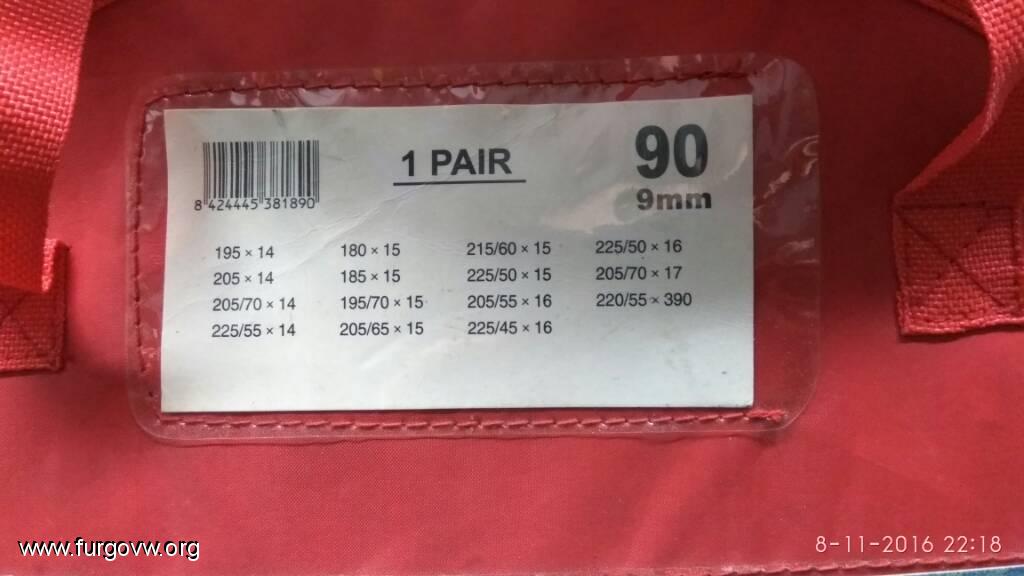 1 PAIR
90
9mm
8 424445 381890
195 × 14
205 × 14
205/70 × 14
225/55 × 14
180 × 15
185 × 15
195/70 × 15
205/65 × 15
215/60 × 15
225/50 × 15
205/55 × 16
225/45 × 16
225/50 × 16
205/70 × 17
220/55 × 390
www.furgovw.org
8-11-2016 22:18